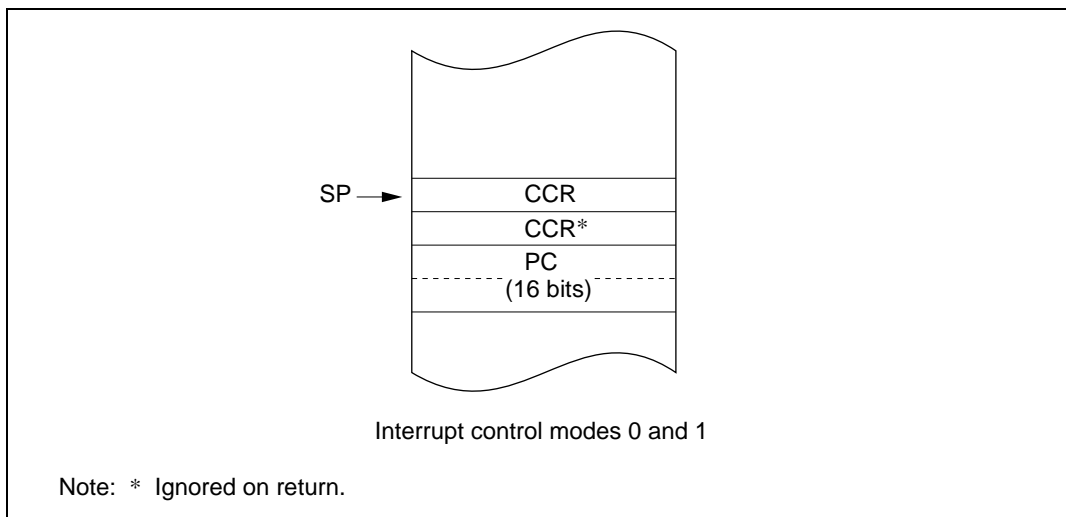 SP
CCR
CCR*
PC
(16 bits)
Interrupt control modes 0 and 1
Note: * Ignored on return.